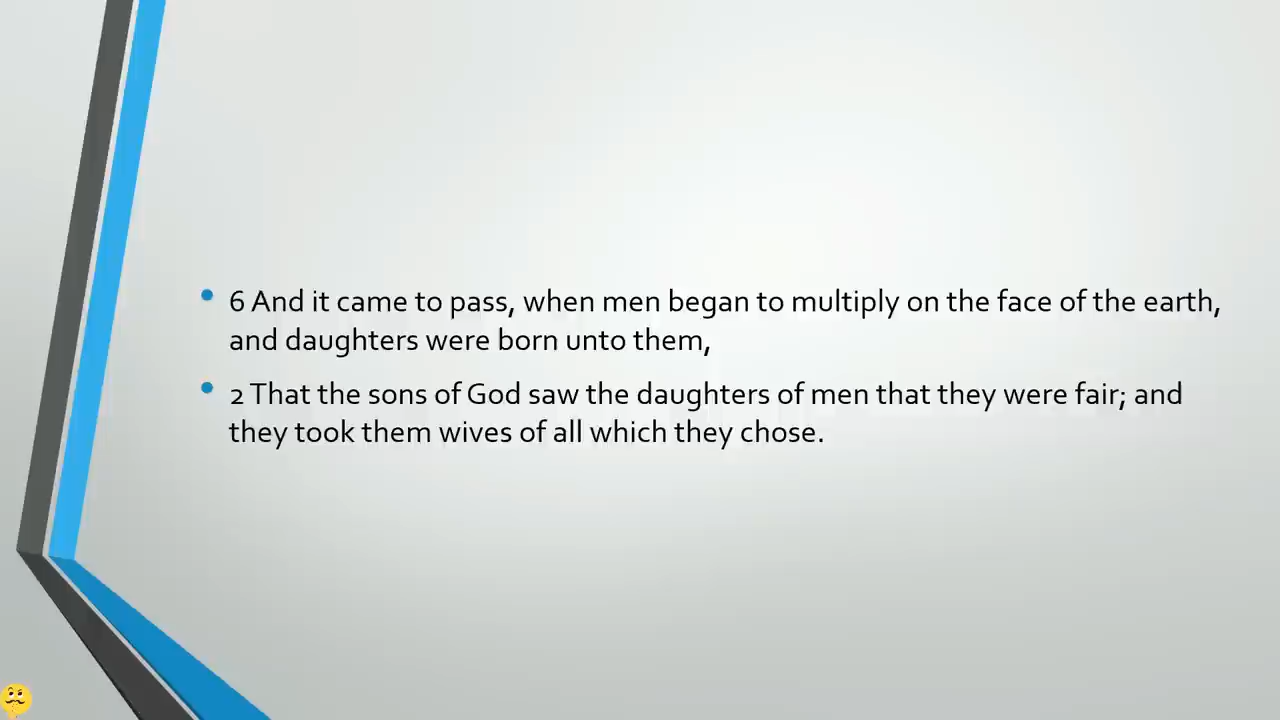 • 6 And it came to pass, when men began to multiply on the face of the earth,
and daughters were born unto them,
• 2 That the sons of God saw the daughters of men that they were fair; and
they took them wives of all which they chose.